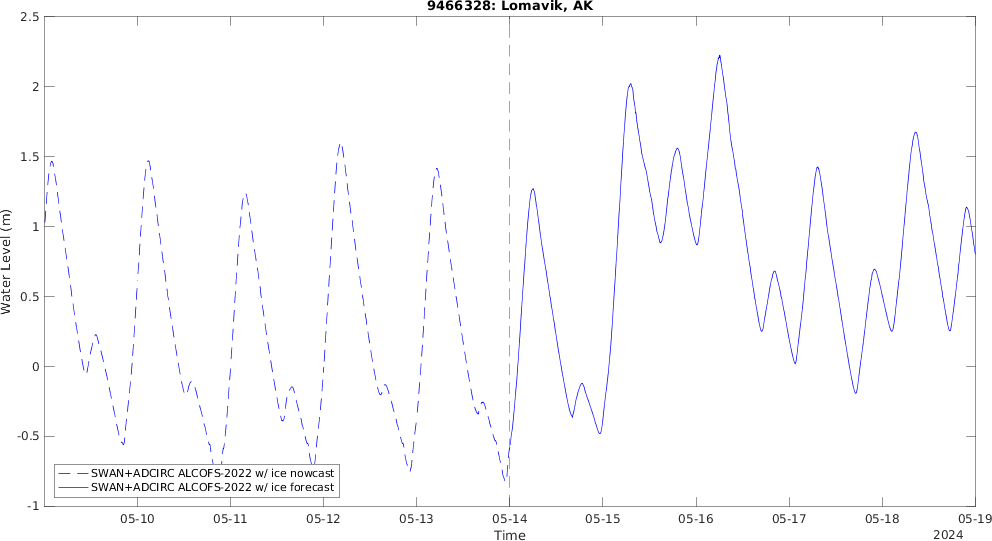 9466328: Lomavik, AK
2.5
2
1.5
1
0.5
0
-0.5
-1
Water Level (m)
SWAN+ADCIRC ALCOFS-2022 w/ ice nowcast
SWAN+ADCIRC ALCOFS-2022 w/ ice forecast
05-10 05-11 05-12 05-13 05-14 05-15 05-16 05-17 05-18 05-19
Time
2024